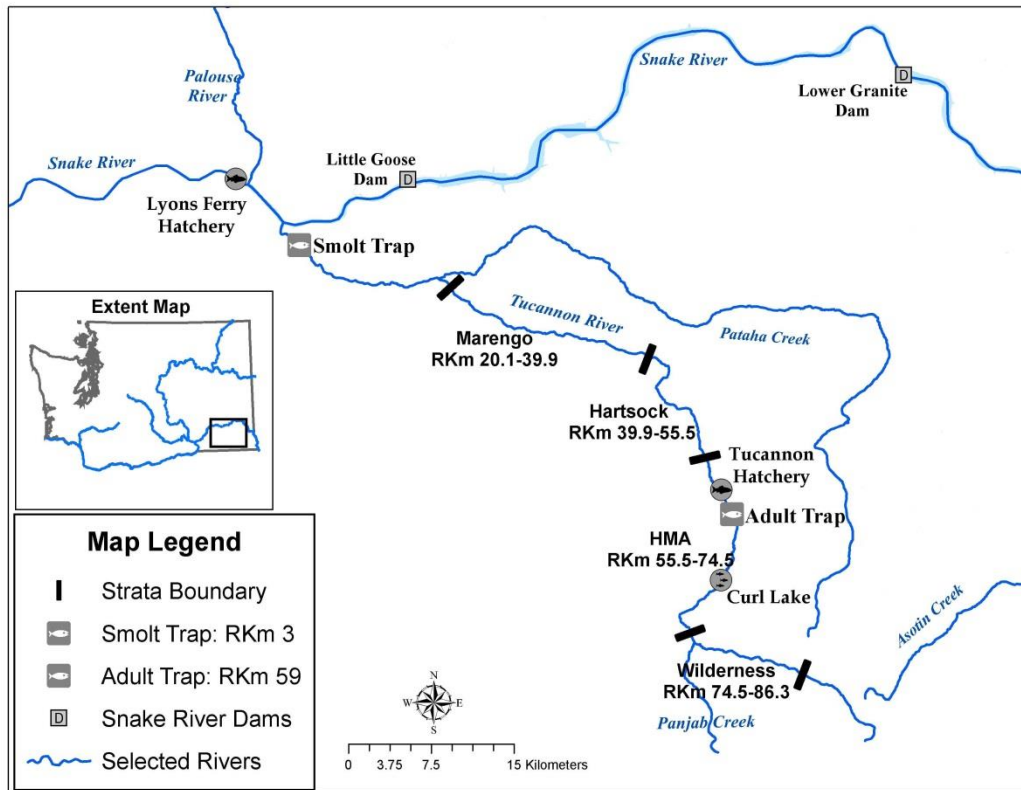 Palouse
River
Snake River
Lower Granite
Dam
D
Snake River
Little Goose
Dam
D
Lyons Ferry
Hatchery
Smolt Trap
Extent Map
Tucannon River
Marengo
RKm 20.1-39.9
Pataha Creek
Hartsock
RKm 39.9-55.5
Tucannon
Hatchery
Adult Trap
HMA
RKm 55.5-74.5
Curl Lake
Asotin Creek
Wilderness
RKm 74.5-86.3
Panjab Creek
Map Legend
Strata Boundary
Smolt Trap: RKm 3
Adult Trap: RKm 59
D Snake River Dams
Selected Rivers
N
W E
S
0 3.75 7.5 15 Kilometers